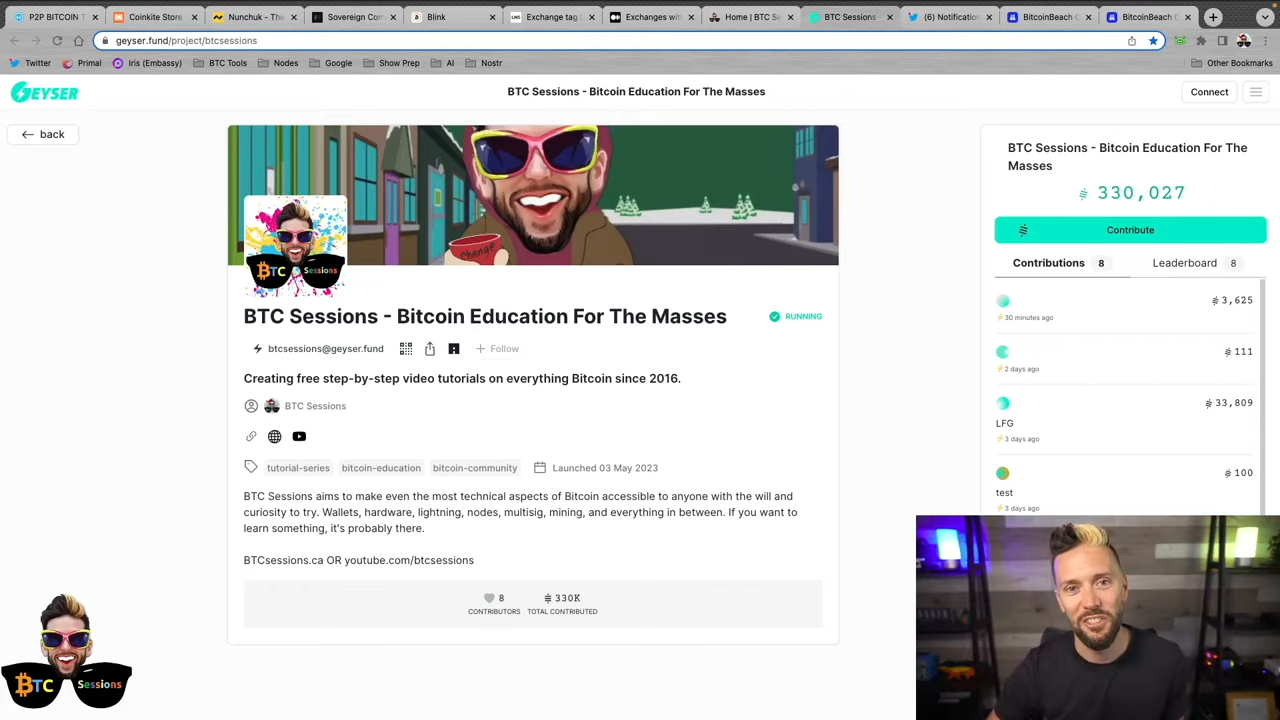 P2P BITCOIN T
Coinkite Store
Nunchuk - The
Sovereign Con
Blink
Exchange tag |
Exchanges with
Home | BTC Se
BTC Sessions
(6) Notification
BitcoinBeach C
BitcoinBeach C
geyser.fund/project/btcsessions
Twitter
Primal
Iris (Embassy)
BTC Tools
Nodes
Google
Show Prep
AI
Nostr
Other Bookmarks
GEYSER
BTC Sessions - Bitcoin Education For The Masses
Connect
back
Change
BTC Sessions
BTC Sessions - Bitcoin Education For The Masses
RUNNING
btcsessions@geyser.fund
Follow
Creating free step-by-step video tutorials on everything Bitcoin since 2016.
BTC Sessions
tutorial-series
bitcoin-education
bitcoin-community
Launched 03 May 2023
BTC Sessions aims to make even the most technical aspects of Bitcoin accessible to anyone with the will and
curiosity to try. Wallets, hardware, lightning, nodes, multisig, mining, and everything in between. If you want to
learn something, it's probably there.
BTCsessions.ca OR youtube.com/btcsessions
8
CONTRIBUTORS
330K
TOTAL CONTRIBUTED
BTC Sessions - Bitcoin Education For The
Masses
330,027
Contribute
Contributions 8
Leaderboard 8
3,625
30 minutes ago
111
2 days ago
33,809
LFG
3 days ago
100
test
3 days ago
BTC Sessions